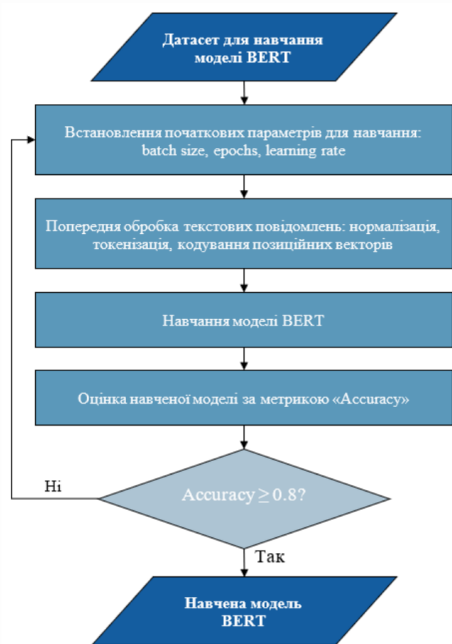 Датасет для навчання
моделі BERT
Встановлення початкових параметрів для навчання:
batch size, epochs, learning rate
Попередня обробка текстових повідомлень: нормалізація,
токенізація, кодування позиційних векторів
Навчання моделі BERT
Оцінка навченої моделі за метрикою «Accuracy»
Ні
Accuracy ≥ 0.8?
Так
Навчена модель
BERT